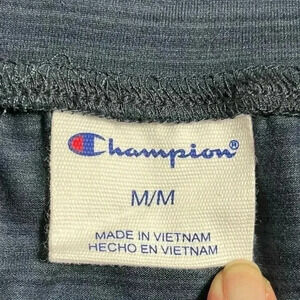 Champion®
M/M
MADE IN VIETNAM
HECHO EN VIETNAM